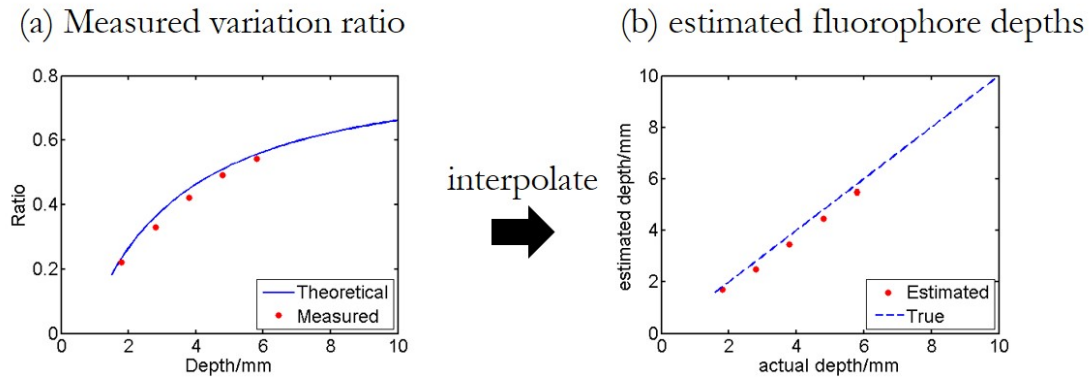 (a) Measured variation ratio
(b) estimated fluorophore depths
0.8
0.6
0.4
0.2
0
Ratio
0 2 4 6 8 10
Depth/mm
Theoretical
Measured
interpolate
10
8
6
4
2
0
estimated depth/mm
0 2 4 6 8 10
actual depth/mm
Estimated
True